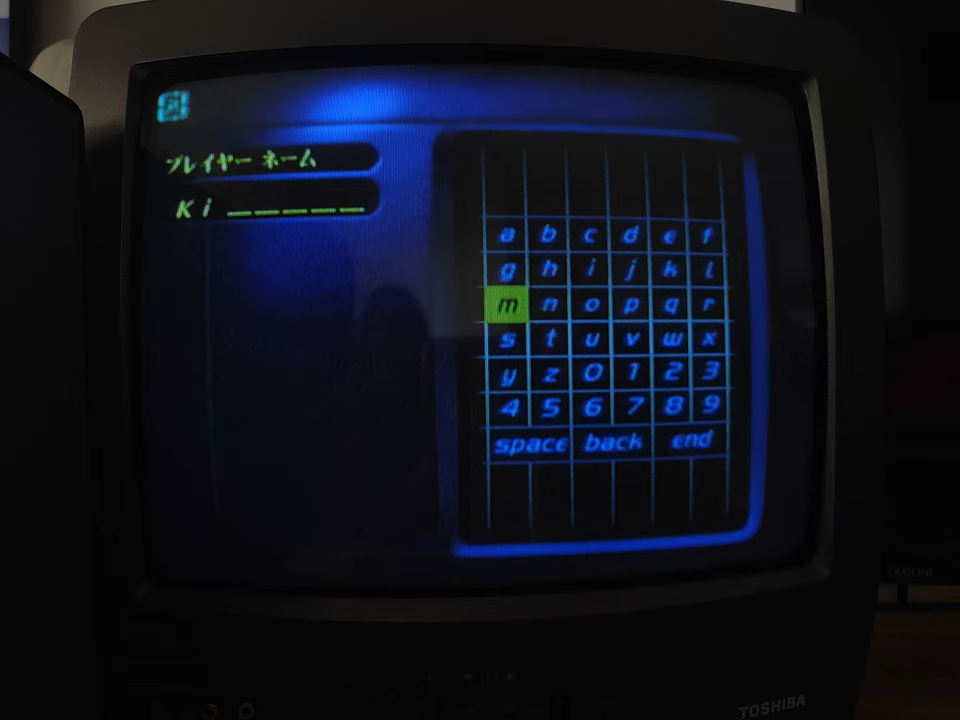 プレイヤー ネーム
K i _ _ _ _ _
a b c d e f
g h i j k l
m n o p q r
s t u v w x
y z 0 1 2 3
4 5 6 7 8 9
space back end
DIATONE
TOSHIBA